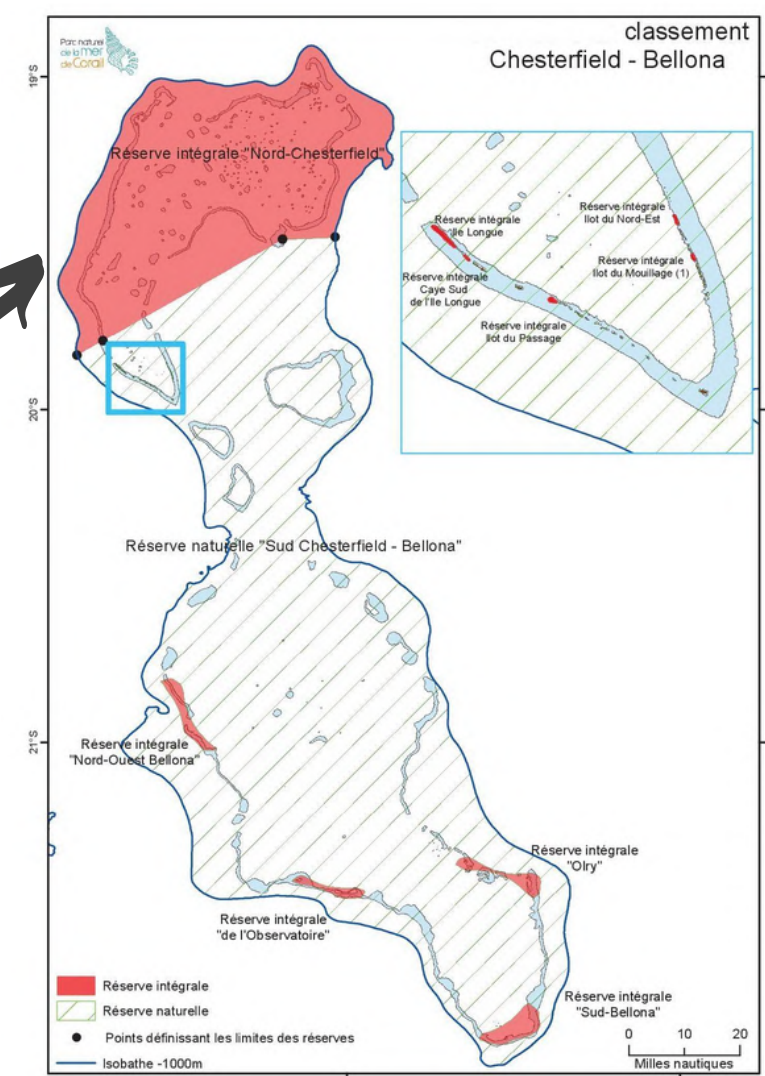 Parc naturel
de la mer
de Corail
classement
Chesterfield - Bellona
19°S
Réserve intégrale "Nord-Chesterfield"
Réserve intégrale
Ile Longue
Réserve intégrale
Ilot du Nord-Est
Réserve intégrale
Ilot du Mouillage (1)
Réserve intégrale
Caye Sud
de l'Ile Longue
Réserve intégrale
Ilot du Passage
20°S
Réserve naturelle "Sud Chesterfield - Bellona"
21°S
Réserve intégrale
"Nord-Ouest Bellona"
Réserve intégrale
"Olry"
Réserve intégrale
"de l'Observatoire"
Réserve intégrale
"Sud-Bellona"
Réserve intégrale
Réserve naturelle
Points définissant les limites des réserves
Isobathe -1000m
0 10 20
Milles nautiques